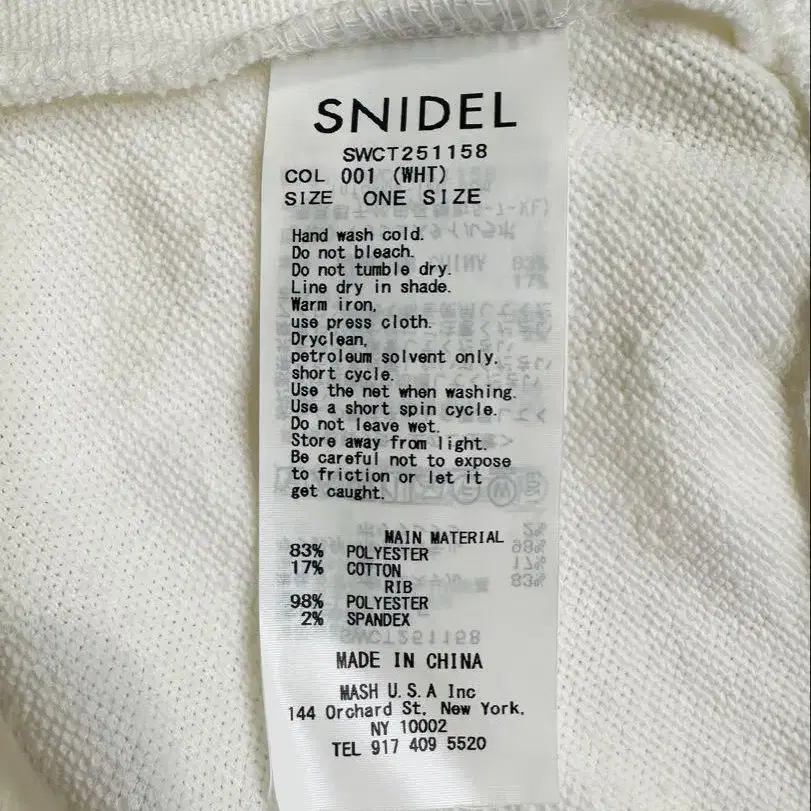 SNIDEL
SWCT251158
COL 001 (WHT)
SIZE ONE SIZE
Hand wash cold.
Do not bleach.
Do not tumble dry.
Line dry in shade.
Warm iron,
use press cloth.
Dryclean,
petroleum solvent only.
short cycle.
Use the net when washing.
Use a short spin cycle.
Do not leave wet.
Store away from light.
Be careful not to expose
to friction or let it
get caught.
MAIN MATERIAL
83% POLYESTER
17% COTTON
RIB
98% POLYESTER
2% SPANDEX
MADE IN CHINA
MASH U.S.A Inc
144 Orchard St. New York.
NY 10002
TEL 917 409 5520